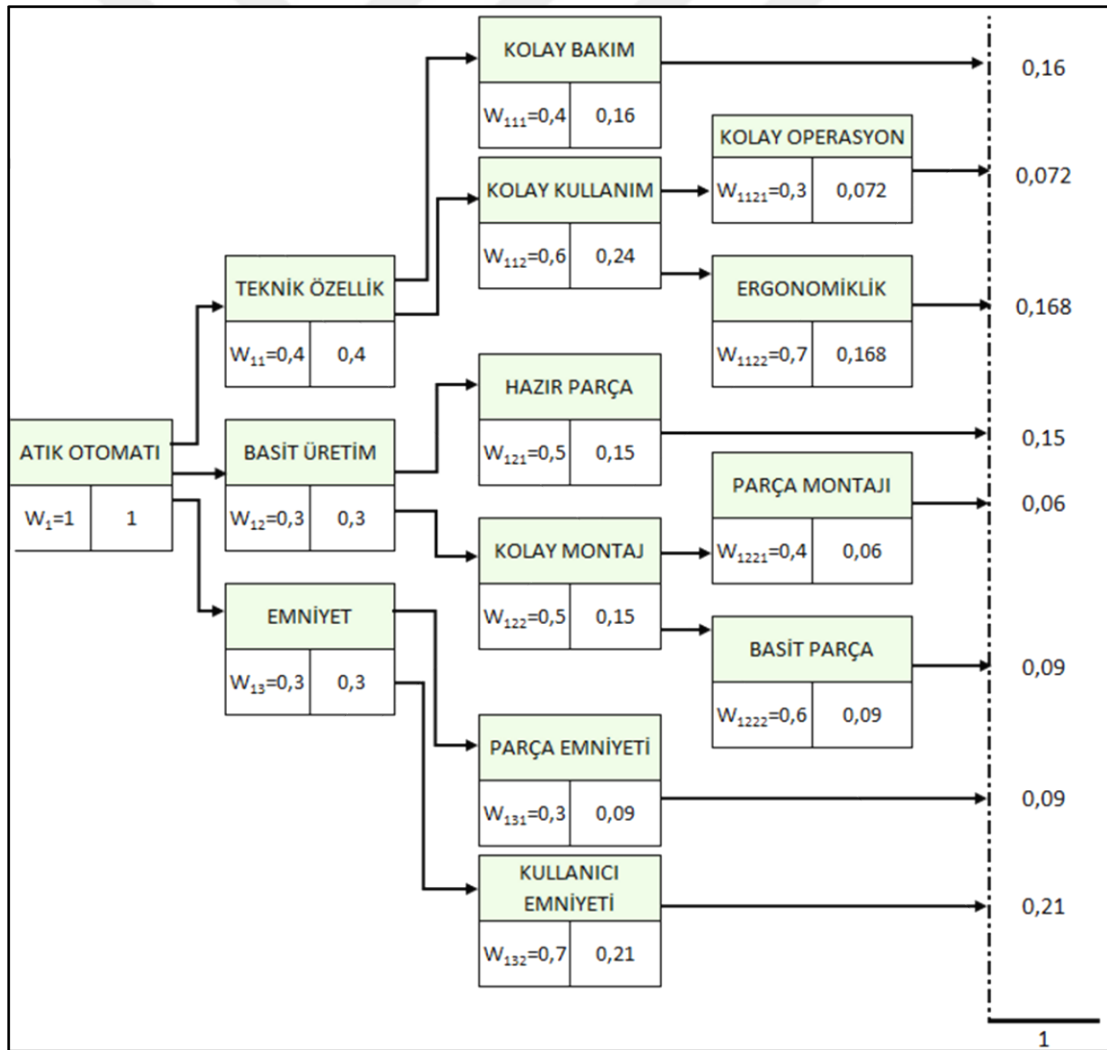 KOLAY BAKIM
W₁₁₁=0,4 0,16
0,16
KOLAY OPERASYON
W₁₁₂₁=0,3 0,072
0,072
KOLAY KULLANIM
W₁₁₂=0,6 0,24
TEKNİK ÖZELLİK
W₁₁=0,4 0,4
ERGONOMİKLİK
W₁₁₂₂=0,7 0,168
0,168
HAZIR PARÇA
W₁₂₁=0,5 0,15
0,15
ATIK OTOMATI
W₁=1 1
BASİT ÜRETİM
W₁₂=0,3 0,3
PARÇA MONTAJI
W₁₂₂₁=0,4 0,06
0,06
KOLAY MONTAJ
W₁₂₂=0,5 0,15
EMNİYET
W₁₃=0,3 0,3
BASİT PARÇA
W₁₂₂₂=0,6 0,09
0,09
PARÇA EMNİYETİ
W₁₃₁=0,3 0,09
0,09
KULLANICI
EMNİYETİ
W₁₃₂=0,7 0,21
0,21
1